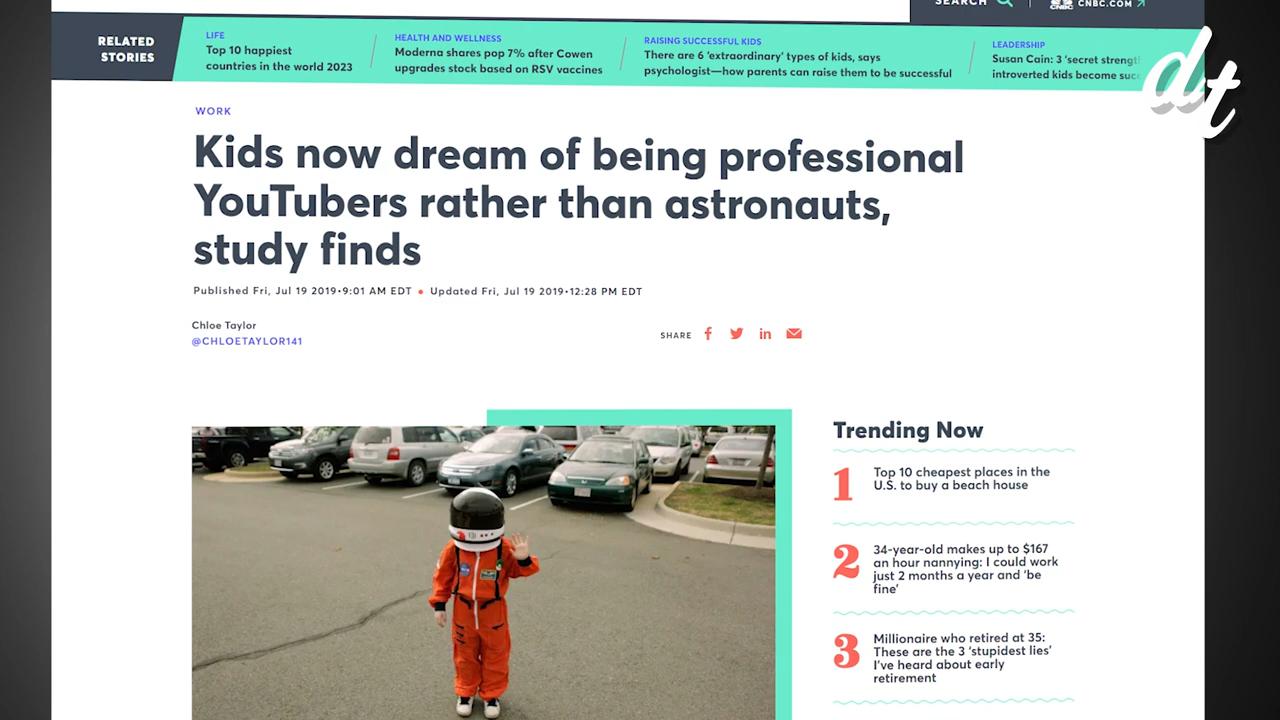 SEARCH
CNBC
CNBC.COM
RELATED
STORIES
LIFE
Top 10 happiest
countries in the world 2023
HEALTH AND WELLNESS
Moderna shares pop 7% after Cowen
upgrades stock based on RSV vaccines
RAISING SUCCESSFUL KIDS
There are 6 ‘extraordinary’ types of kids, says
psychologist—how parents can raise them to be successful
LEADERSHIP
Susan Cain: 3 ‘secret
introverted kids become
dt
WORK
Kids now dream of being professional
YouTubers rather than astronauts,
study finds
Published Fri, Jul 19 2019•9:01 AM EDT • Updated Fri, Jul 19 2019•12:28 PM EDT
Chloe Taylor
@CHLOETAYLOR141
SHARE
Trending Now
1
Top 10 cheapest places in the
U.S. to buy a beach house
2
34-year-old makes up to $167
an hour nannying: I could work
just 2 months a year and ‘be
fine’
3
Millionaire who retired at 35:
These are the 3 ‘stupidest lies’
I’ve heard about early
retirement